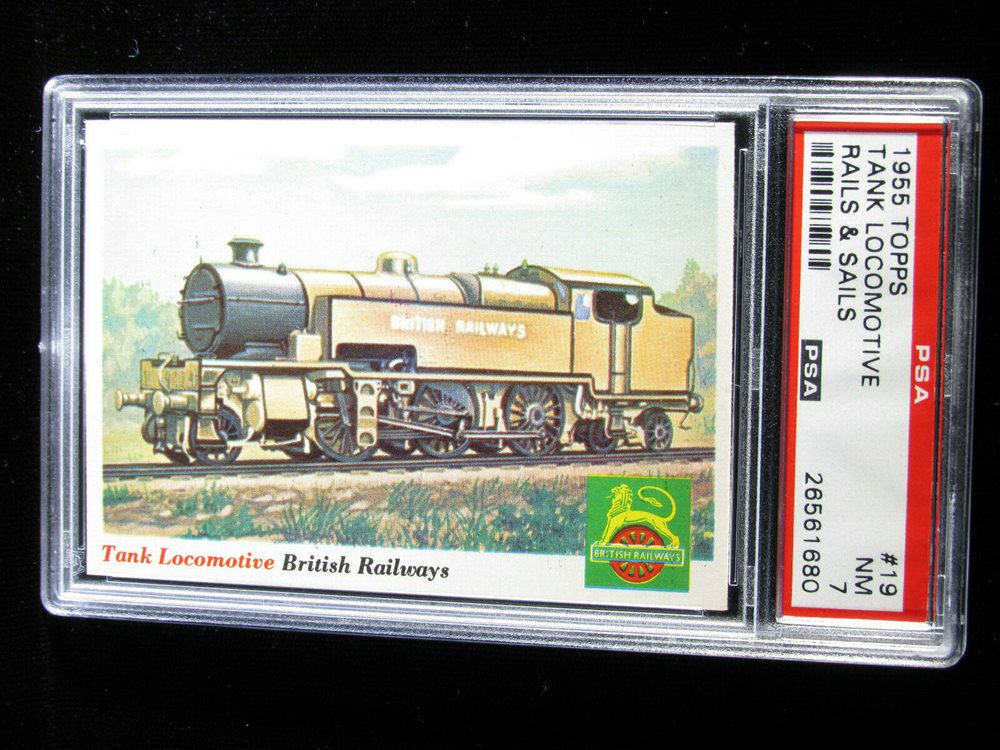 BRITISH RAILWAYS
BRITISH RAILWAYS
Tank Locomotive British Railways
PSA
1955 TOPPS #19
TANK LOCOMOTIVE NM
RAILS & SAILS 7
PSA 26561680